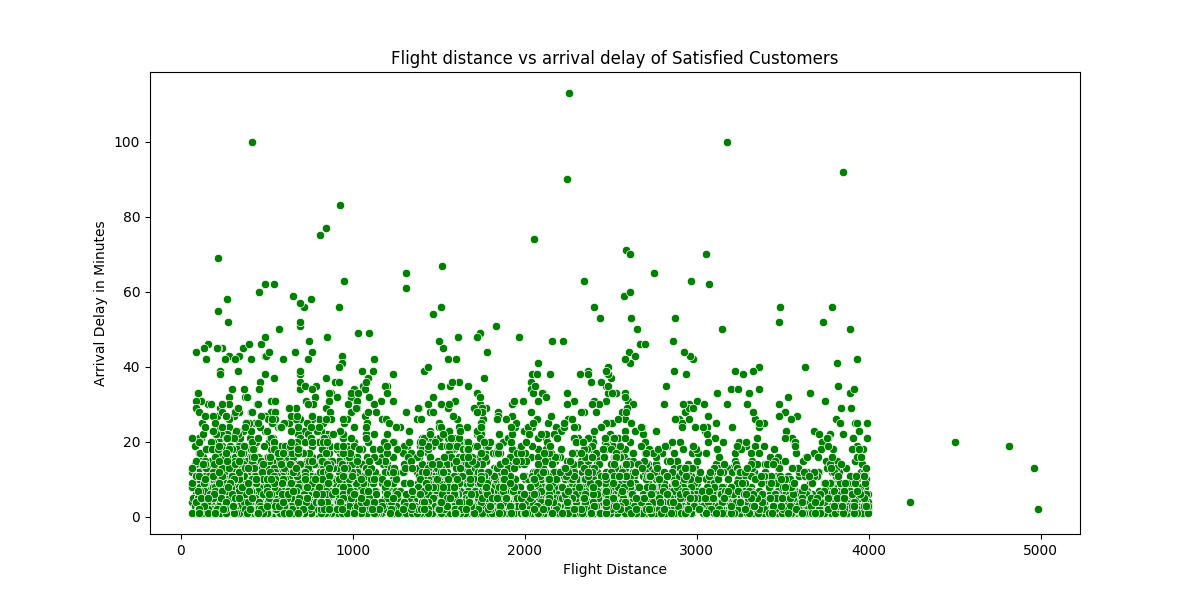 Flight distance vs arrival delay of Satisfied Customers
Arrival Delay in Minutes
100
80
60
40
20
0
0 1000 2000 3000 4000 5000
Flight Distance